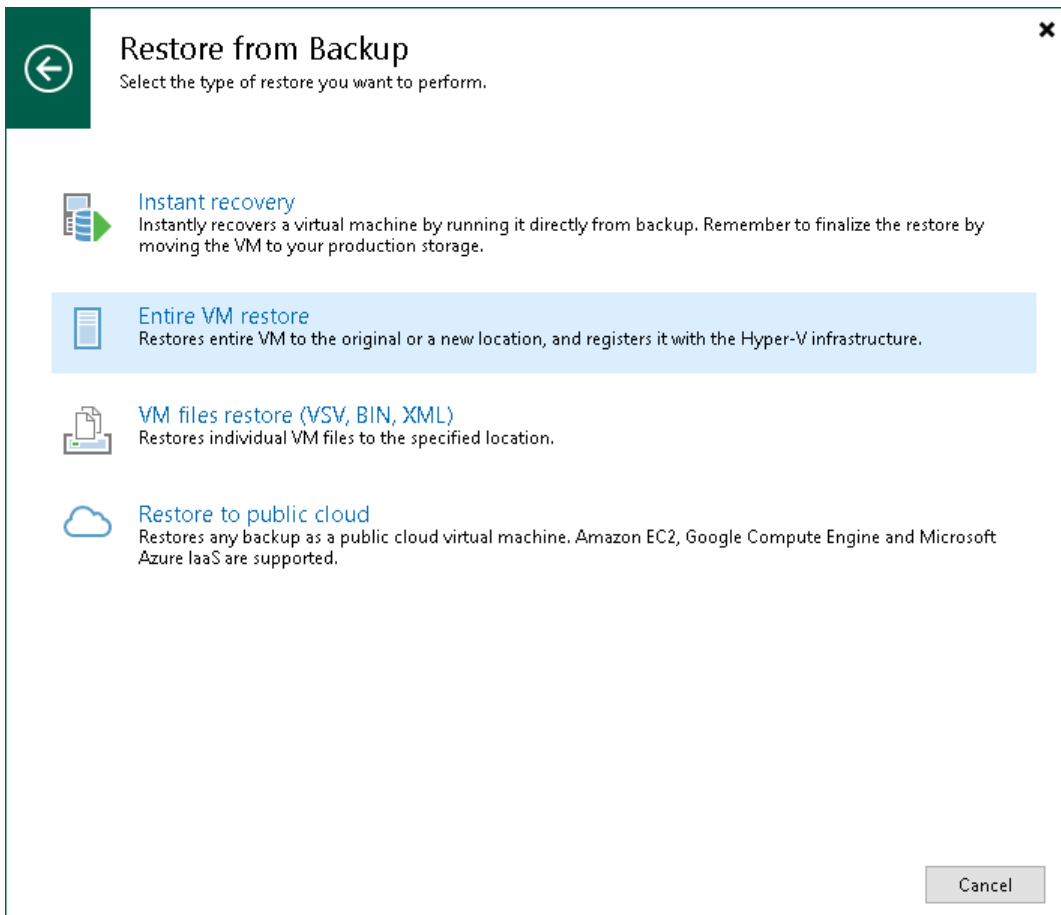 Restore from Backup
Select the type of restore you want to perform.
Instant recovery
Instantly recovers a virtual machine by running it directly from backup. Remember to finalize the restore by
moving the VM to your production storage.
Entire VM restore
Restores entire VM to the original or a new location, and registers it with the Hyper-V infrastructure.
VM files restore (VSV, BIN, XML)
Restores individual VM files to the specified location.
Restore to public cloud
Restores any backup as a public cloud virtual machine. Amazon EC2, Google Compute Engine and Microsoft
Azure IaaS are supported.
Cancel